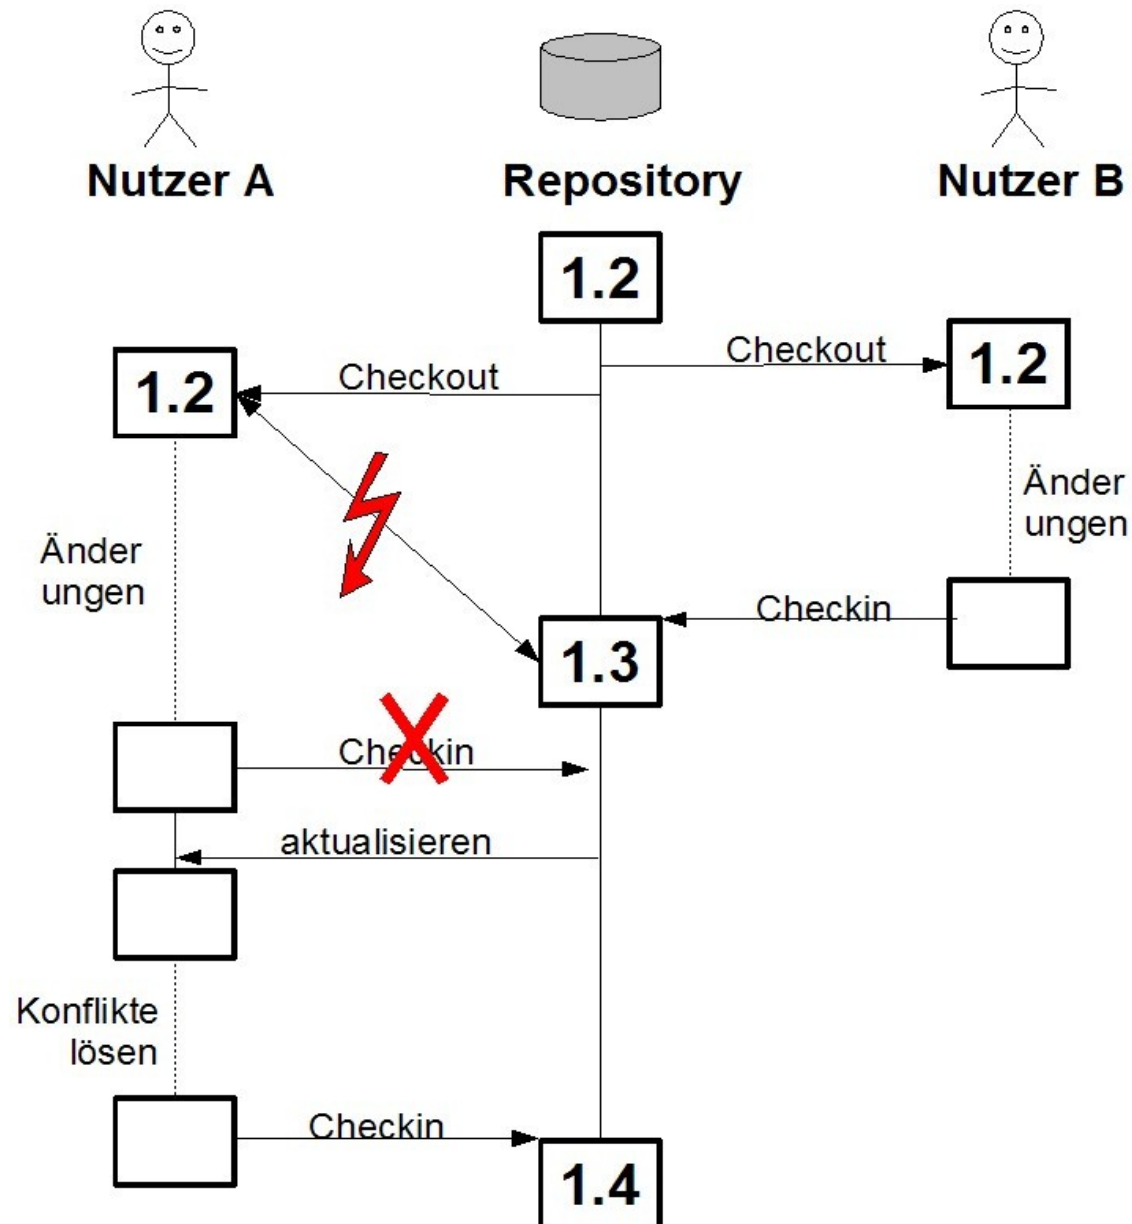 Nutzer A
Repository
Nutzer B
1.2
Checkout
1.2
Checkout
1.2
Änder
ungen
Änder
ungen
Checkin
1.3
Checkin
aktualisieren
Konflikte
lösen
Checkin
1.4